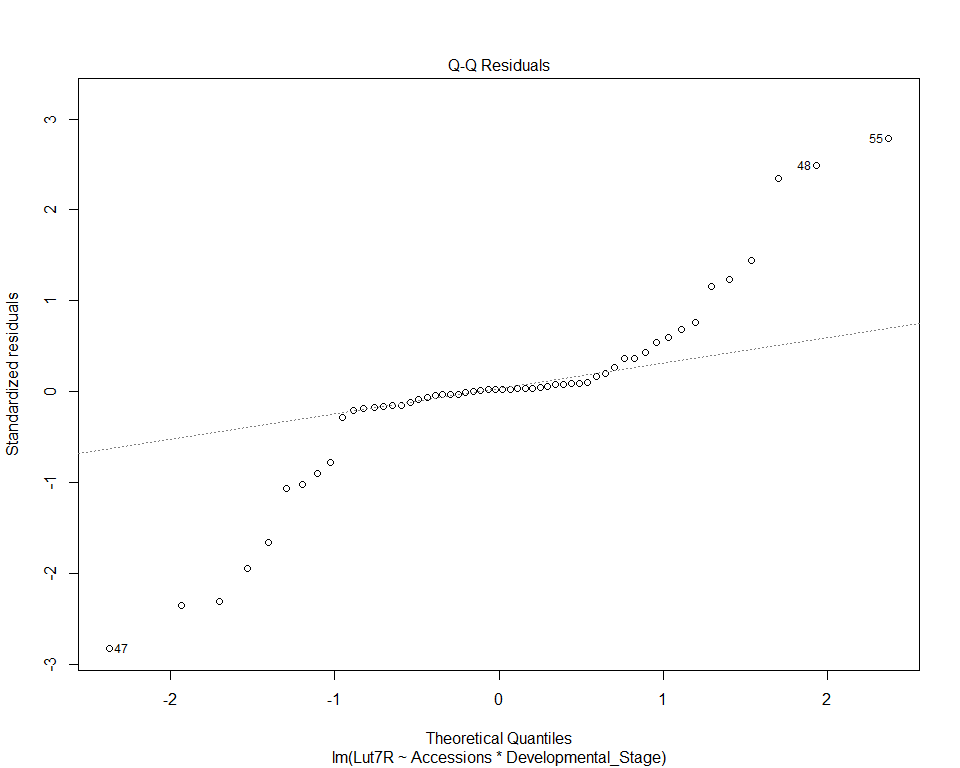 Q-Q Residuals
Standardized residuals
3
2
1
0
-1
-2
-3
55
48
47
-2 -1 0 1 2
Theoretical Quantiles
lm(Lut7R ~ Accessions * Developmental_Stage)